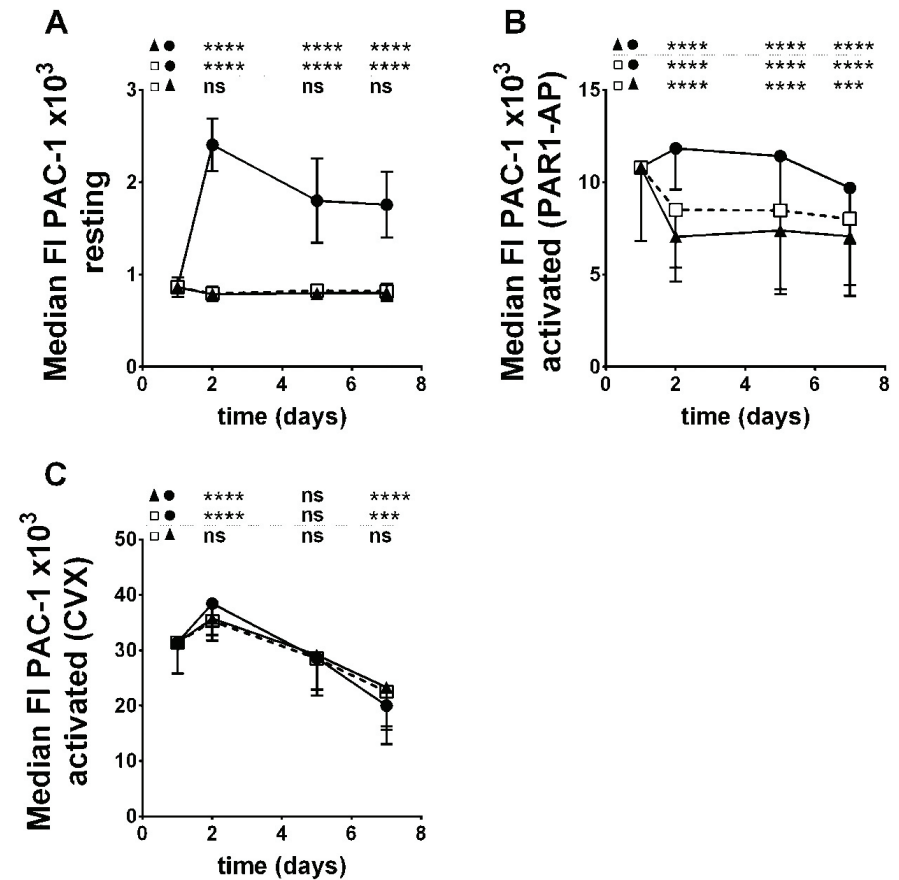 A
▲ ● **** **** ****
□ ● **** **** ****
□ ▲ ns ns ns
Median FI PAC-1 x10³
resting
3
2
1
0
0 2 4 6 8
time (days)
B
▲ ● **** **** ****
□ ● **** **** ****
□ ▲ **** **** ***
Median FI PAC-1 x10³
activated (PAR1-AP)
15
10
5
0
0 2 4 6 8
time (days)
C
▲ ● **** ns ****
□ ● **** ns ***
□ ▲ ns ns ns
Median FI PAC-1 x10³
activated (CVX)
50
40
30
20
10
0
0 2 4 6 8
time (days)